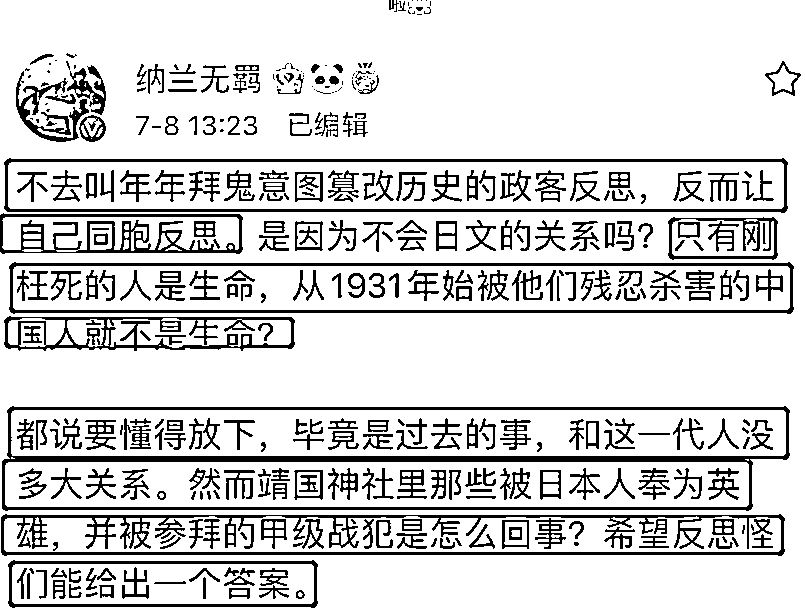 啦
纳兰无羁
7-8 13:23 已编辑
不去叫年年拜鬼意图篡改历史的政客反思，反而让
自己同胞反思。是因为不会日文的关系吗？只有刚
枉死的人是生命，从1931年始被他们残忍杀害的中
国人就不是生命？
都说要懂得放下，毕竟是过去的事，和这一代人没
多大关系。然而靖国神社里那些被日本人奉为英
雄，并被参拜的甲级战犯是怎么回事？希望反思怪
们能给出一个答案。